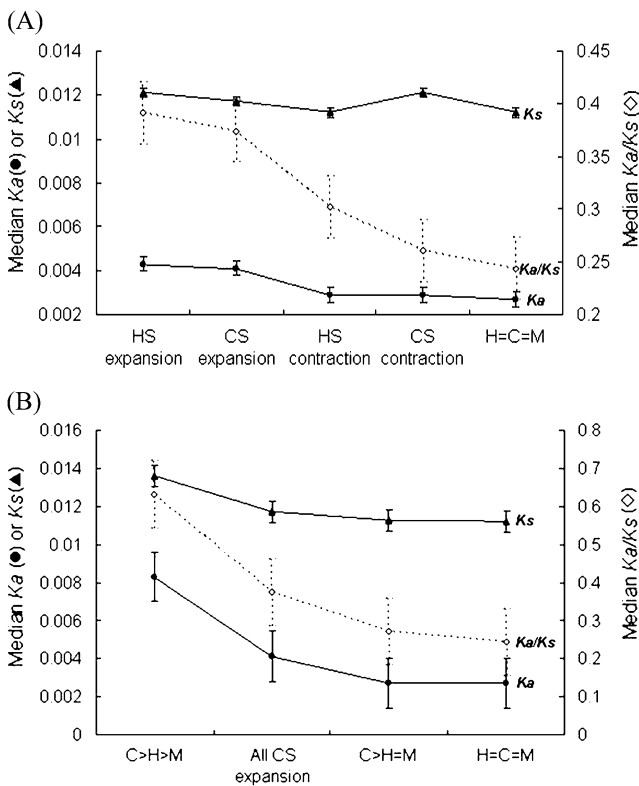 (A)
Median Ka(●) or Ks(▲)
0.014
0.012
0.01
0.008
0.006
0.004
0.002
0.45
0.4
0.35
0.3
0.25
0.2
Median Ka/Ks (◇)
Ks
Ka/Ks
Ka
HS expansion
CS expansion
HS contraction
CS contraction
H=C=M
(B)
Median Ka (●) or Ks(▲)
0.016
0.014
0.012
0.01
0.008
0.006
0.004
0.002
0
0.8
0.7
0.6
0.5
0.4
0.3
0.2
0.1
0
Median Ka/Ks (◇)
Ks
Ka/Ks
Ka
C>H>M
All CS expansion
C>H=M
H=C=M